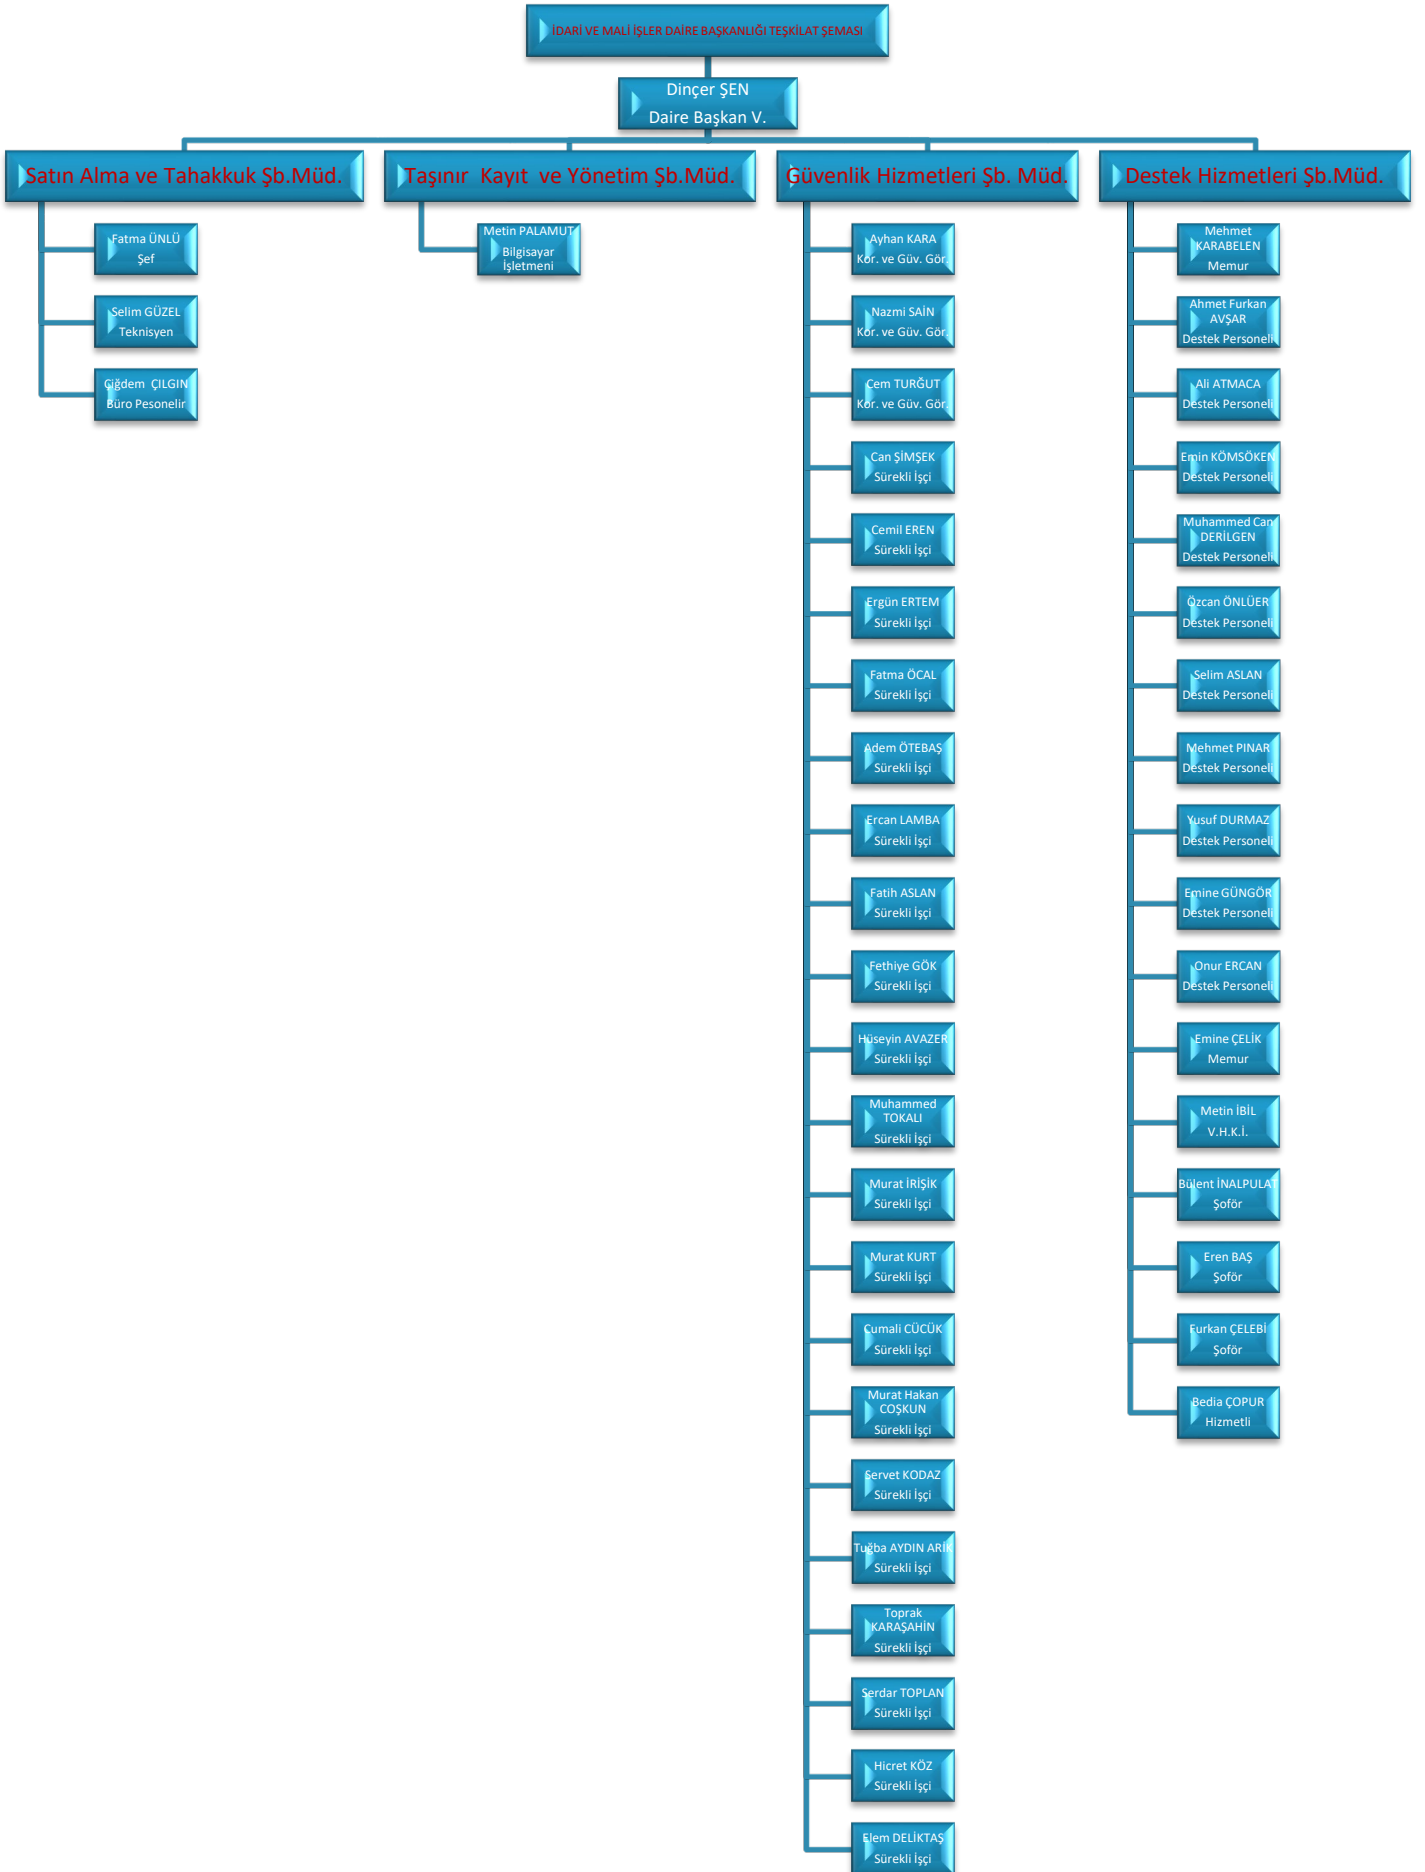 İDARİ VE MALİ İŞLER DAİRE BAŞKANLIĞI TEŞKİLAT ŞEMASI
Dinçer ŞEN
Daire Başkan V.
Satın Alma ve Tahakkuk Şb.Müd.
Fatma ÜNLÜ
Şef
Selim GÜZEL
Teknisyen
Çiğdem ÇILGIN
Büro Pesonelir
Taşınır Kayıt ve Yönetim Şb.Müd.
Metin PALAMUT
Bilgisayar
İşletmeni
Güvenlik Hizmetleri Şb. Müd.
Ayhan KARA
Kor. ve Güv. Gör.
Nazmi SAİN
Kor. ve Güv. Gör.
Cem TURĞUT
Kor. ve Güv. Gör.
Can ŞİMŞEK
Sürekli İşçi
Cemil EREN
Sürekli İşçi
Ergün ERTEM
Sürekli İşçi
Fatma ÖCAL
Sürekli İşçi
Adem ÖTEBAŞ
Sürekli İşçi
Ercan LAMBA
Sürekli İşçi
Fatih ASLAN
Sürekli İşçi
Fethiye GÖK
Sürekli İşçi
Hüseyin AVAZER
Sürekli İşçi
Muhammed
TOKALI
Sürekli İşçi
Murat İRİŞİK
Sürekli İşçi
Murat KURT
Sürekli İşçi
Cumali CÜCÜK
Sürekli İşçi
Murat Hakan
COŞKUN
Sürekli İşçi
Servet KODAZ
Sürekli İşçi
Tuğba AYDIN ARİK
Sürekli İşçi
Toprak
KARAŞAHİN
Sürekli İşçi
Serdar TOPLAN
Sürekli İşçi
Hicret KÖZ
Sürekli İşçi
Elem DELİKTAŞ
Sürekli İşçi
Destek Hizmetleri Şb.Müd.
Mehmet
KARABELEN
Memur
Ahmet Furkan
AVŞAR
Destek Personeli
Ali ATMACA
Destek Personeli
Emin KÖMSÖKEN
Destek Personeli
Muhammed Can
DERİLGEN
Destek Personeli
Özcan ÖNLÜER
Destek Personeli
Selim ASLAN
Destek Personeli
Mehmet PINAR
Destek Personeli
Yusuf DURMAZ
Destek Personeli
Emine GÜNGÖR
Destek Personeli
Onur ERCAN
Destek Personeli
Emine ÇELİK
Memur
Metin İBİL
V.H.K.İ.
Bülent İNALPULAT
Şoför
Eren BAŞ
Şoför
Furkan ÇELEBİ
Şoför
Bedia ÇOPUR
Hizmetli